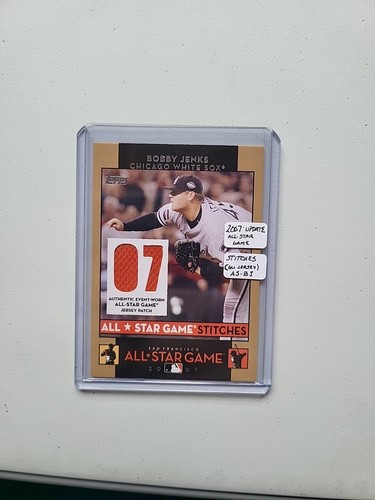 BOBBY JENKS
CHICAGO WHITE SOX®
Topps
2007 UPDATE
ALL-STAR
GAME
STITCHES
(GU JERSEY)
AS-BJ
07
AUTHENTIC EVENT-WORN
ALL-STAR GAME®
JERSEY PATCH
ALL ★ STAR GAME® STITCHES
SAN FRANCISCO
ALL★STAR GAME
2007